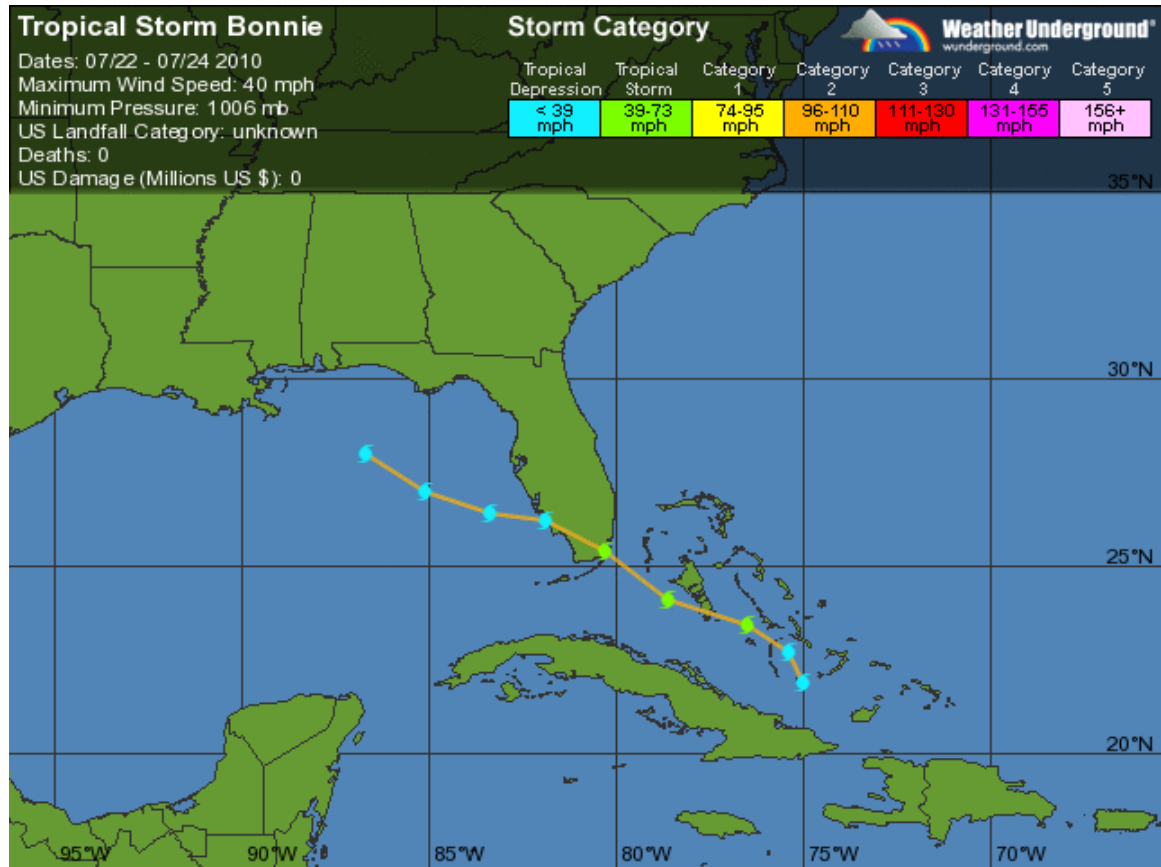 Tropical Storm Bonnie
Dates: 07/22 - 07/24 2010
Maximum Wind Speed: 40 mph
Minimum Pressure: 1006 mb
US Landfall Category: unknown
Deaths: 0
US Damage (Millions US $): 0
Storm Category
Weather Underground®
wunderground.com
Tropical Depression
< 39 mph
Tropical Storm
39-73 mph
Category 1
74-95 mph
Category 2
96-110 mph
Category 3
111-130 mph
Category 4
131-155 mph
Category 5
156+ mph
35°N
30°N
25°N
20°N
95°W 90°W 85°W 80°W 75°W 70°W